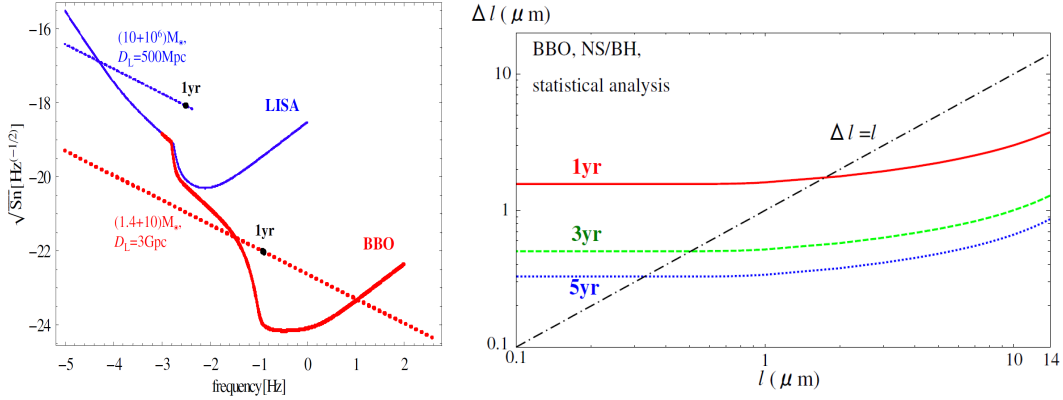 −16
−18
−20
−22
−24
√Sn[Hz^(−1/2)]
(10+10⁶)M*,
D_L=500Mpc
1yr
LISA
(1.4+10)M*,
D_L=3Gpc
1yr
BBO
−5 −4 −3 −2 −1 0 1 2
frequency[Hz]
Δl (μm)
10
1
0.1
BBO, NS/BH,
statistical analysis
Δl=l
1yr
3yr
5yr
0.1 1 10 14
l (μm)